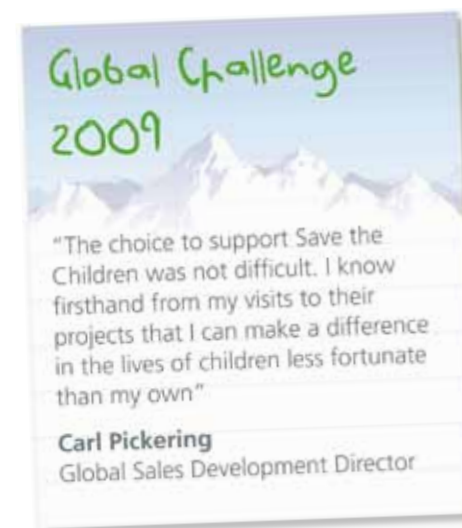 Global Challenge
2009
"The choice to support Save the
Children was not difficult. I know
firsthand from my visits to their
projects that I can make a difference
in the lives of children less fortunate
than my own"
Carl Pickering
Global Sales Development Director